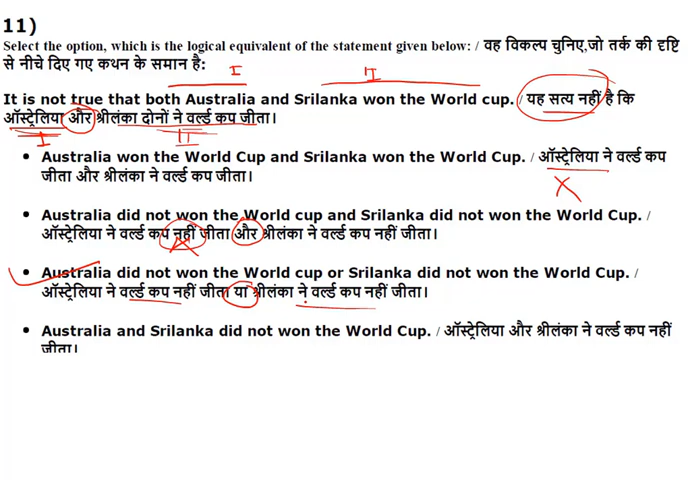 11)
Select the option, which is the logical equivalent of the statement given below: / वह विकल्प चुनिए,जो तर्क की दृष्टि
से नीचे दिए गए कथन के समान है:
I II
It is not true that both Australia and Srilanka won the World cup. / यह सत्य नहीं है कि
ऑस्ट्रेलिया और श्रीलंका दोनों ने वर्ल्ड कप जीता।
I II
• Australia won the World Cup and Srilanka won the World Cup. / ऑस्ट्रेलिया ने वर्ल्ड कप
जीता और श्रीलंका ने वर्ल्ड कप जीता।
• Australia did not won the World cup and Srilanka did not won the World Cup. /
ऑस्ट्रेलिया ने वर्ल्ड कप नहीं जीता और श्रीलंका ने वर्ल्ड कप नहीं जीता।
• Australia did not won the World cup or Srilanka did not won the World Cup. /
ऑस्ट्रेलिया ने वर्ल्ड कप नहीं जीता या श्रीलंका ने वर्ल्ड कप नहीं जीता।
• Australia and Srilanka did not won the World Cup. / ऑस्ट्रेलिया और श्रीलंका ने वर्ल्ड कप नहीं
जीता।